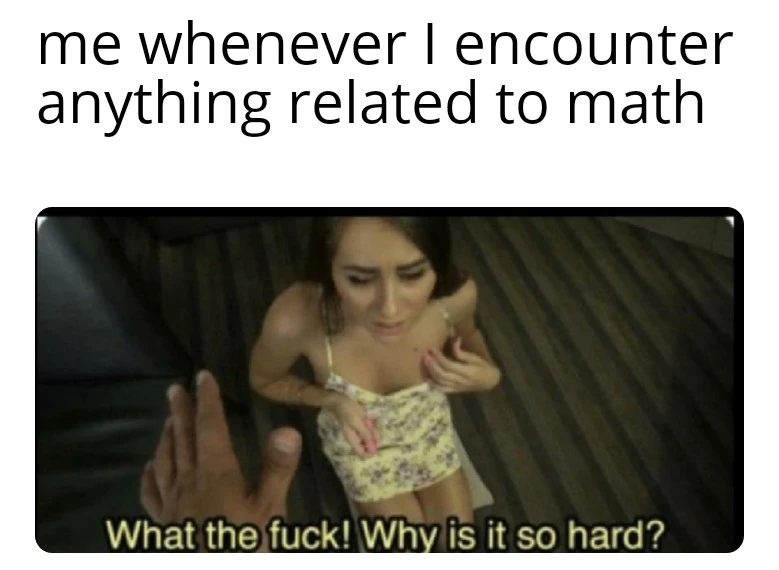 me whenever I encounter
anything related to math
What the fuck! Why is it so hard?